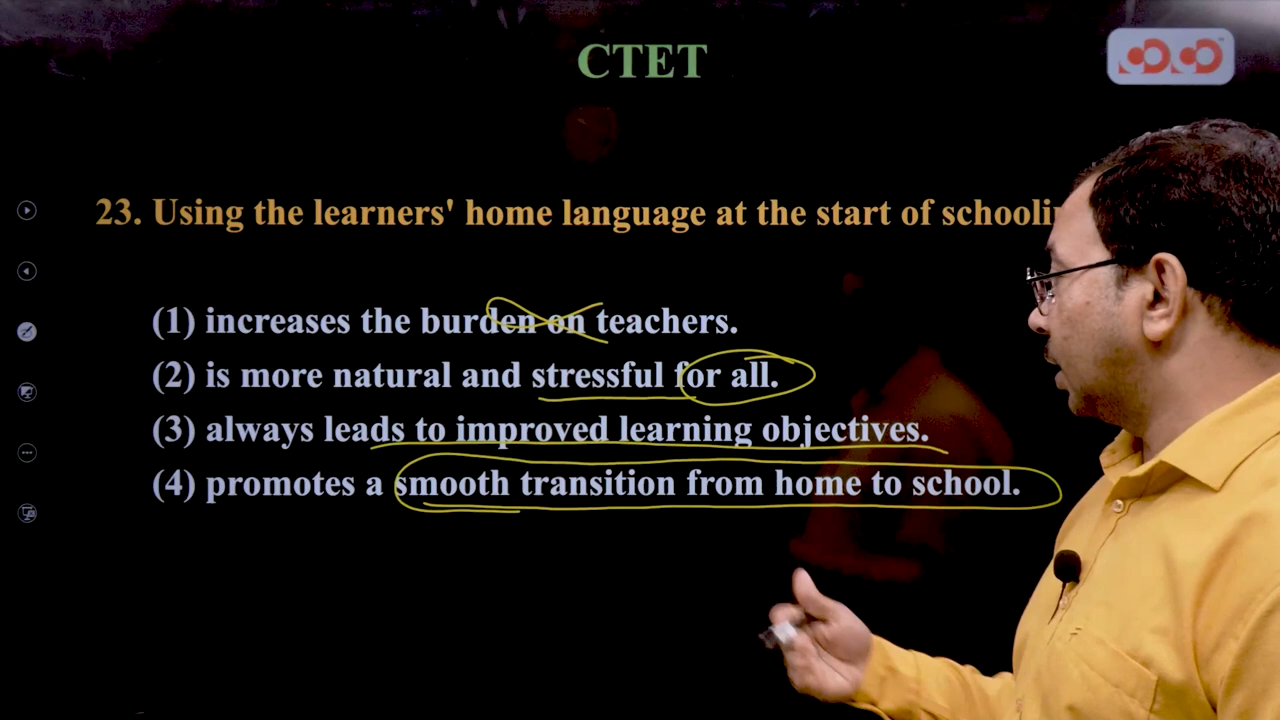 CTET
23. Using the learners' home language at the start of
(1) increases the burden on teachers.
(2) is more natural and stressful for all.
(3) always leads to improved learning objectives.
(4) promotes a smooth transition from home to school.